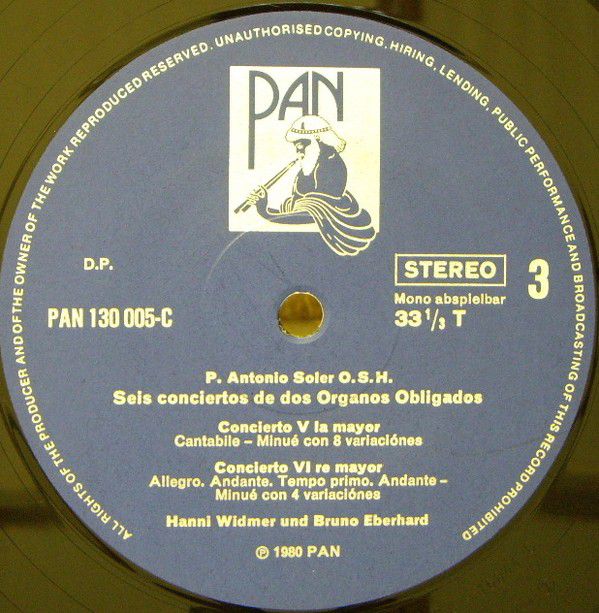 ALL RIGHTS OF THE PRODUCER AND OF THE OWNER OF THE WORK REPRODUCED RESERVED. UNAUTHORISED COPYING, HIRING, LENDING, PUBLIC PERFORMANCE AND BROADCASTING OF THIS RECORD PROHIBITED
PAN
D.P.
STEREO
3
Mono abspielbar
PAN 130 005-C
33 1/3 T
P. Antonio Soler O.S.H.
Seis conciertos de dos Organos Obligados
Concierto V la mayor
Cantabile – Minué con 8 variaciónes
Concierto VI re mayor
Allegro. Andante. Tempo primo. Andante –
Minué con 4 variaciónes
Hanni Widmer und Bruno Eberhard
℗ 1980 PAN